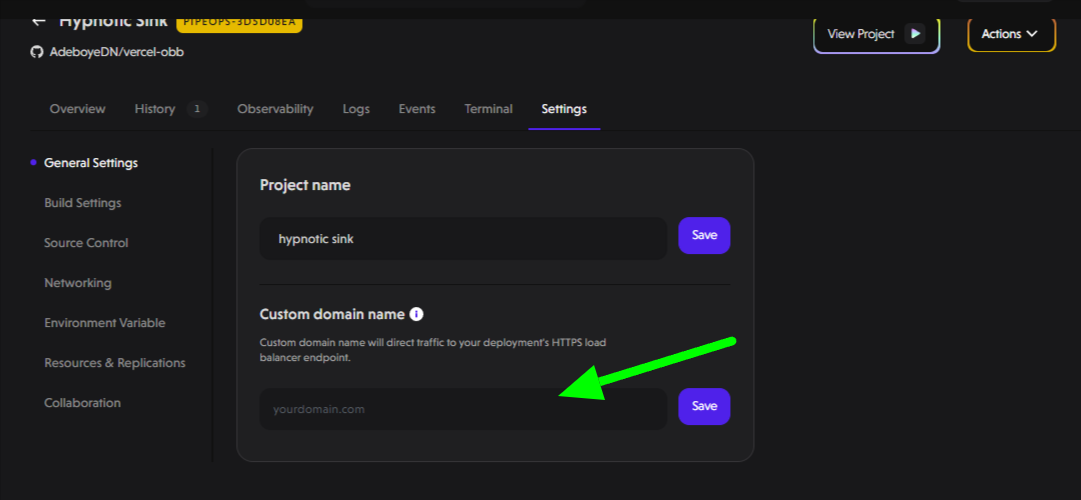 Hypnotic Sink PIPEOPS-3D5D08EA
AdeboyeDN/vercel-obb
View Project
Actions
Overview
History 1
Observability
Logs
Events
Terminal
Settings
General Settings
Build Settings
Source Control
Networking
Environment Variable
Resources & Replications
Collaboration
Project name
hypnotic sink
Save
Custom domain name
Custom domain name will direct traffic to your deployment's HTTPS load
balancer endpoint.
yourdomain.com
Save